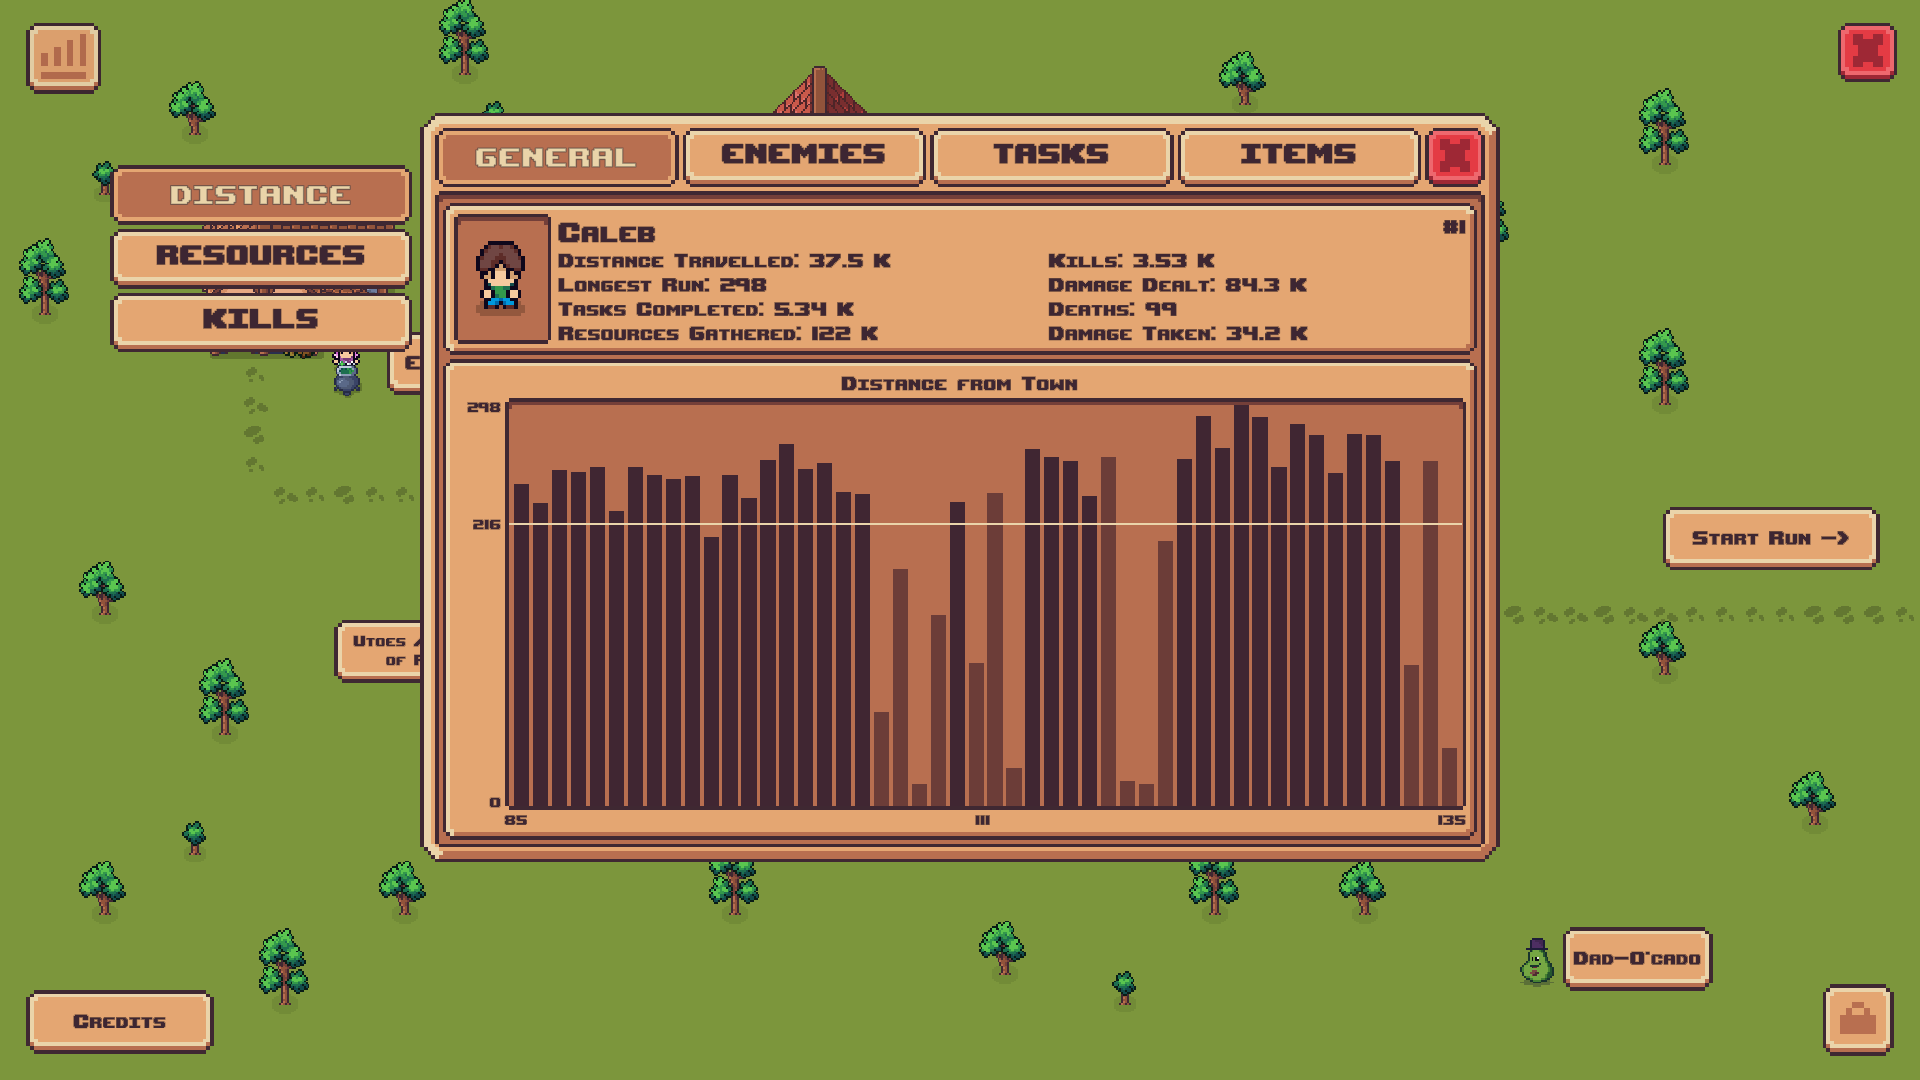 GENERAL
ENEMIES
TASKS
ITEMS
DISTANCE
RESOURCES
KILLS
Caleb
#1
Distance Travelled: 37.5 K
Longest Run: 298
Tasks Completed: 5.34 K
Resources Gathered: 122 K
Kills: 3.53 K
Damage Dealt: 84.3 K
Deaths: 99
Damage Taken: 34.2 K
Distance from Town
298
216
0
85
111
135
Utoes
of
Start Run →
Dad-O'cado
Credits